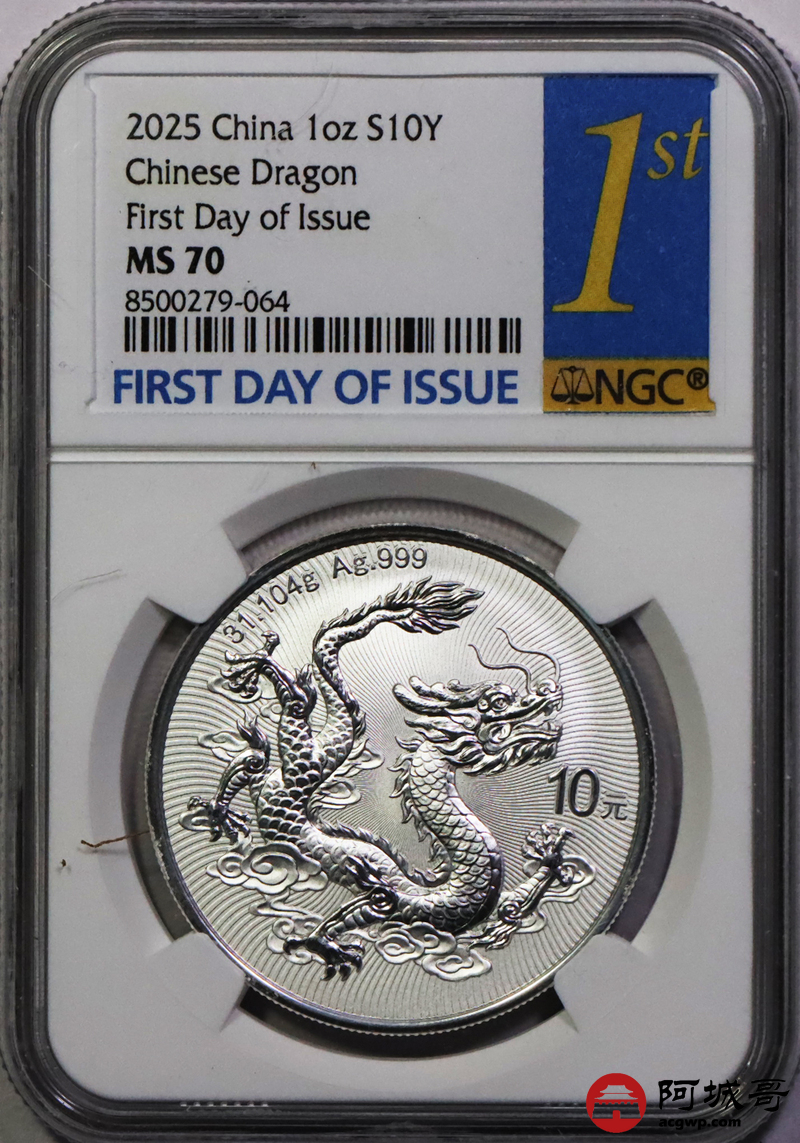 2025 China 1oz S10Y
Chinese Dragon
First Day of Issue
MS 70
8500279-064
FIRST DAY OF ISSUE
1st
NGC®
31.104g Ag.999
10元
阿城哥
acgwp.com